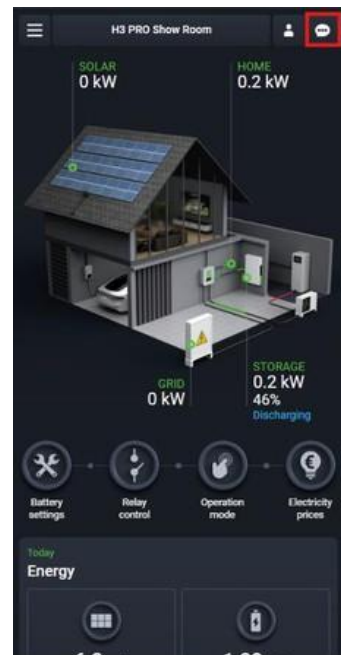 H3 PRO Show Room
SOLAR
0 kW
HOME
0.2 kW
GRID
0 kW
STORAGE
0.2 kW
46%
Discharging
Battery
settings
Relay
control
Operation
mode
Electricity
prices
Today
Energy